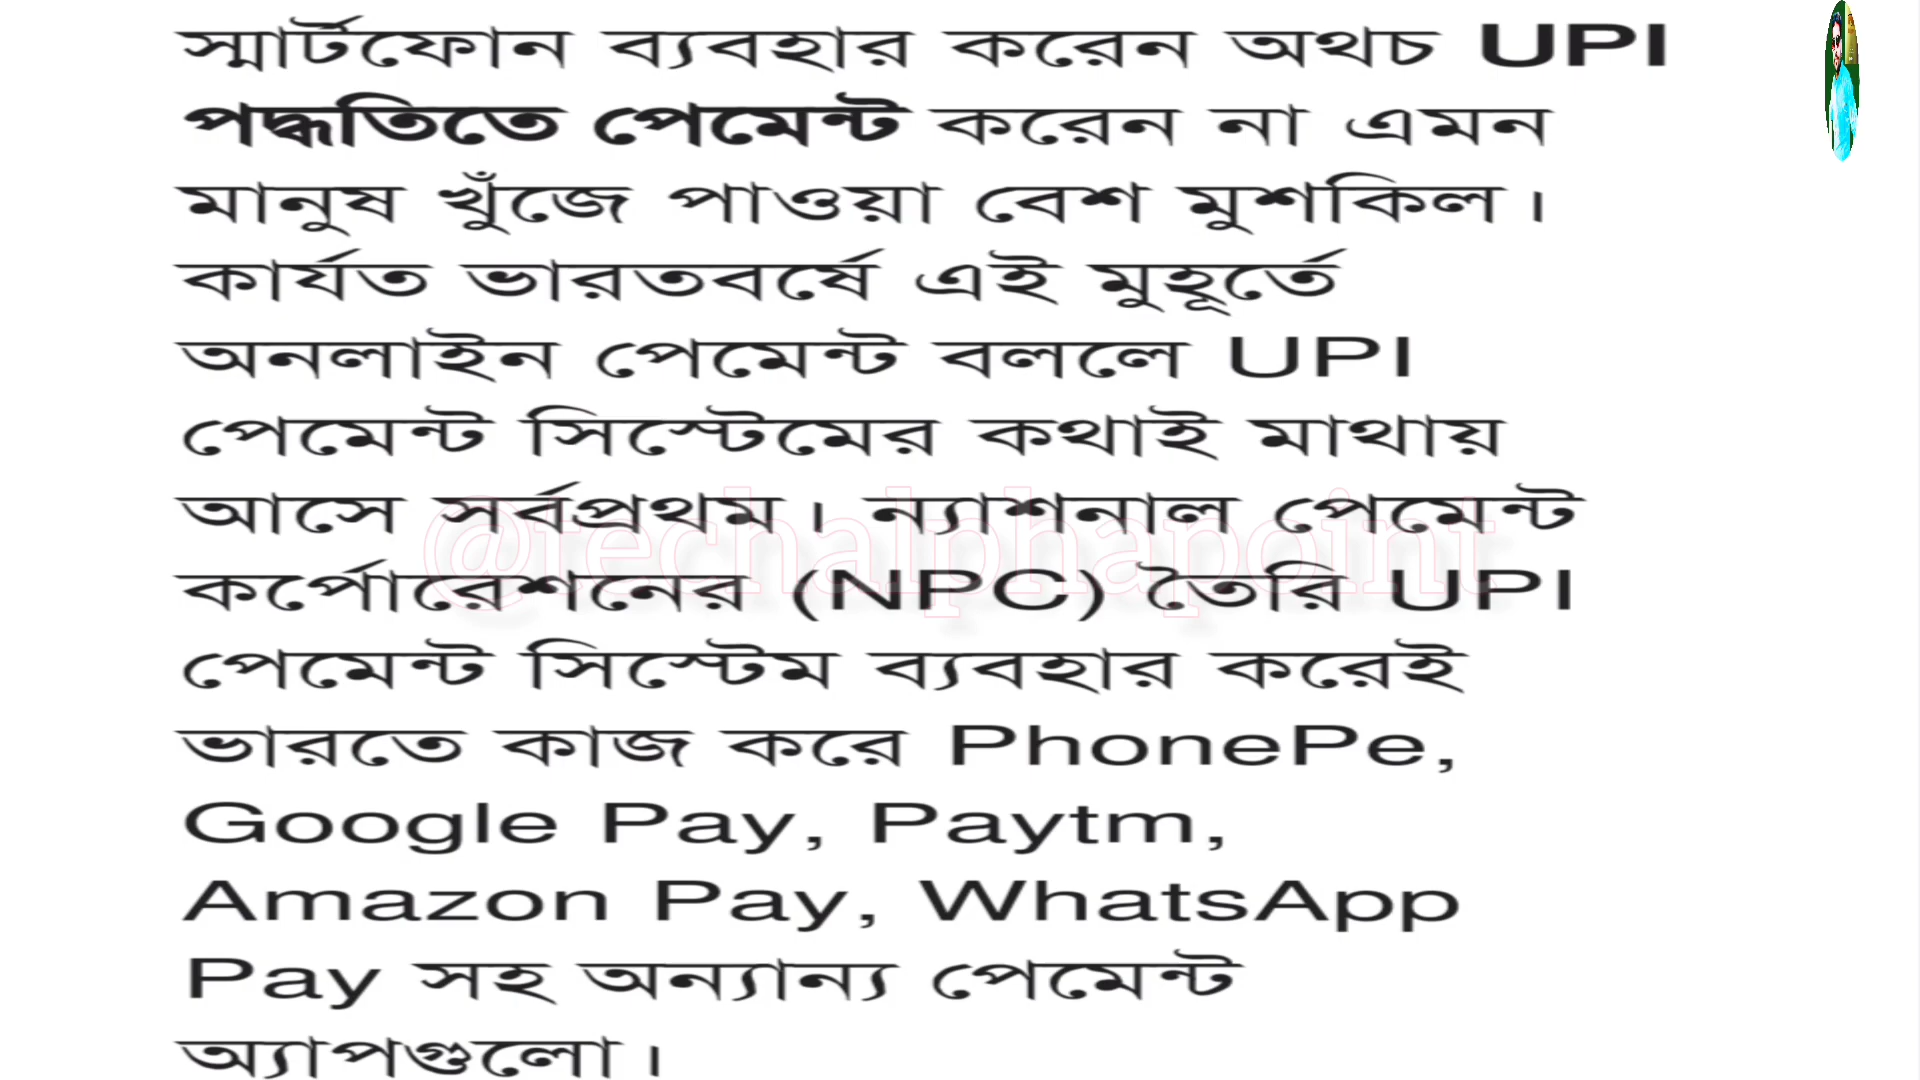 স্মার্টফোন ব্যবহার করেন অথচ UPI
পদ্ধতিতে পেমেন্ট করেন না এমন
মানুষ খুঁজে পাওয়া বেশ মুশকিল।
কার্যত ভারতবর্ষে এই মুহূর্তে
অনলাইন পেমেন্ট বললে UPI
পেমেন্ট সিস্টেমের কথাই মাথায়
আসে সর্বপ্রথম। ন্যাশনাল পেমেন্ট
@techalphapoint
কর্পোরেশনের (NPC) তৈরি UPI
পেমেন্ট সিস্টেম ব্যবহার করেই
ভারতে কাজ করে PhonePe,
Google Pay, Paytm,
Amazon Pay, WhatsApp
Pay সহ অন্যান্য পেমেন্ট
অ্যাপগুলো।